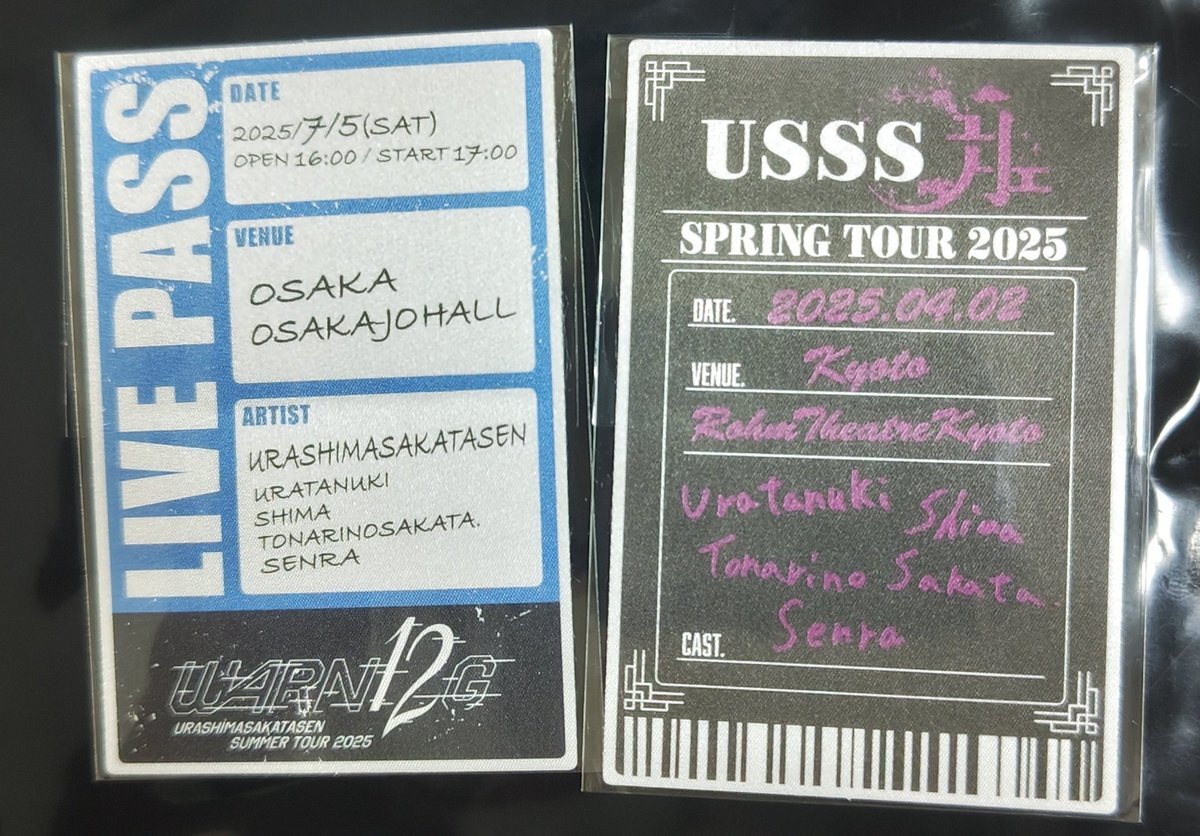 LIVE PASS
DATE
2025/7/5(SAT)
OPEN 16:00 / START 17:00
VENUE
OSAKA
OSAKAJOHALL
ARTIST
URASHIMASAKATASEN
URATANUKI
SHIMA
TONARINOSAKATA.
SENRA
WARN12G
URASHIMASAKATASEN
SUMMER TOUR 2025
USSS
SPRING TOUR 2025
DATE. 2025.04.02
VENUE. Kyoto
RohmTheatreKyoto
Uratanuki
Shima
Tonarino Sakata.
Senra
CAST.